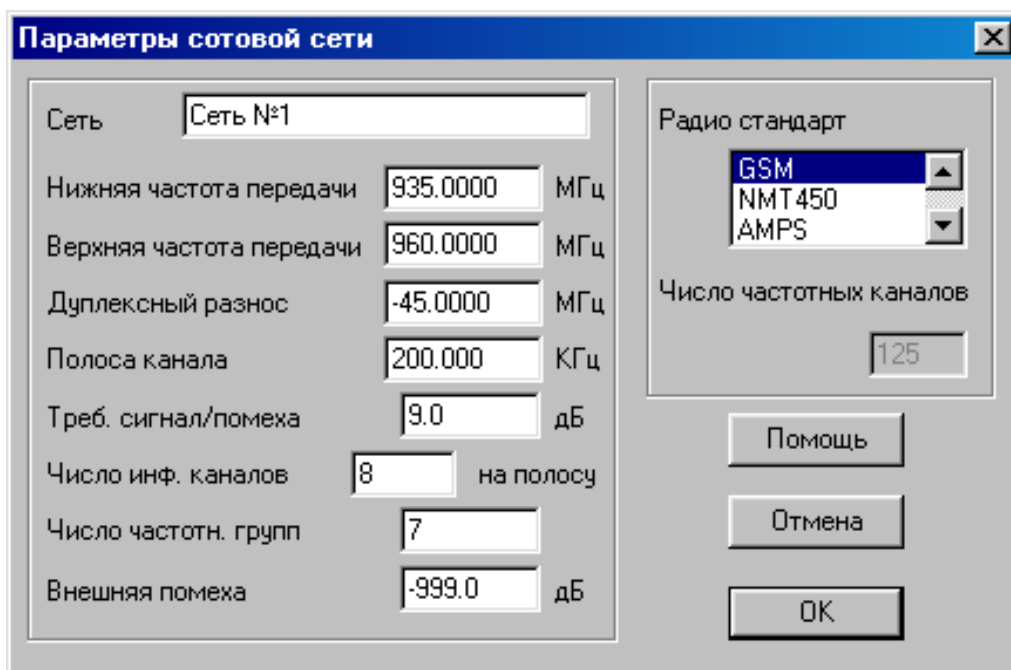 Параметры сотовой сети
Сеть Сеть №1
Нижняя частота передачи 935.0000 МГц
Верхняя частота передачи 960.0000 МГц
Дуплексный разнос -45.0000 МГц
Полоса канала 200.000 КГц
Треб. сигнал/помеха 9.0 дБ
Число инф. каналов 8 на полосу
Число частотн. групп 7
Внешняя помеха -999.0 дБ
Радио стандарт
GSM
NMT450
AMPS
Число частотных каналов
125
Помощь
Отмена
OK